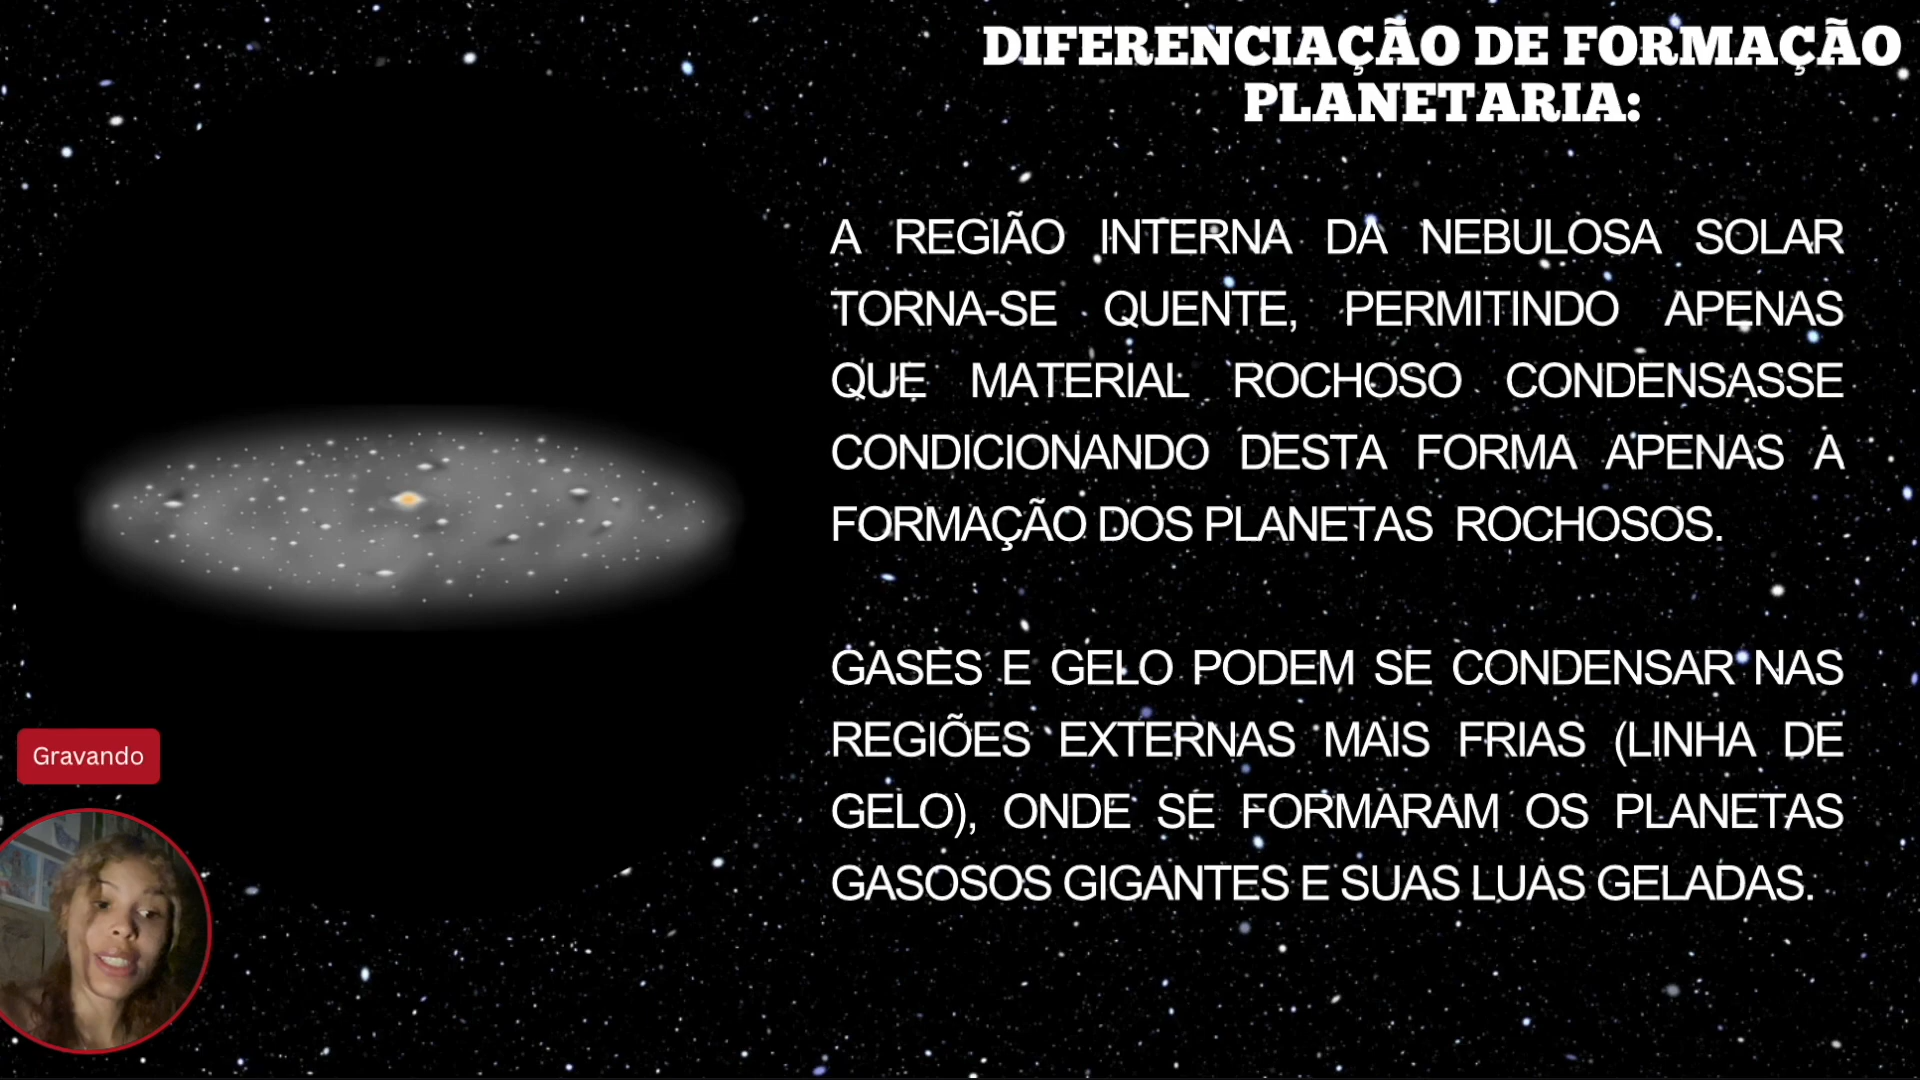 DIFERENCIAÇÃO DE FORMAÇÃO
PLANETARIA:
A REGIÃO INTERNA DA NEBULOSA SOLAR
TORNA-SE QUENTE, PERMITINDO APENAS
QUE MATERIAL ROCHOSO CONDENSASSE
CONDICIONANDO DESTA FORMA APENAS A
FORMAÇÃO DOS PLANETAS ROCHOSOS.
GASES E GELO PODEM SE CONDENSAR NAS
REGIÕES EXTERNAS MAIS FRIAS (LINHA DE
GELO), ONDE SE FORMARAM OS PLANETAS
GASOSOS GIGANTES E SUAS LUAS GELADAS.
Gravando